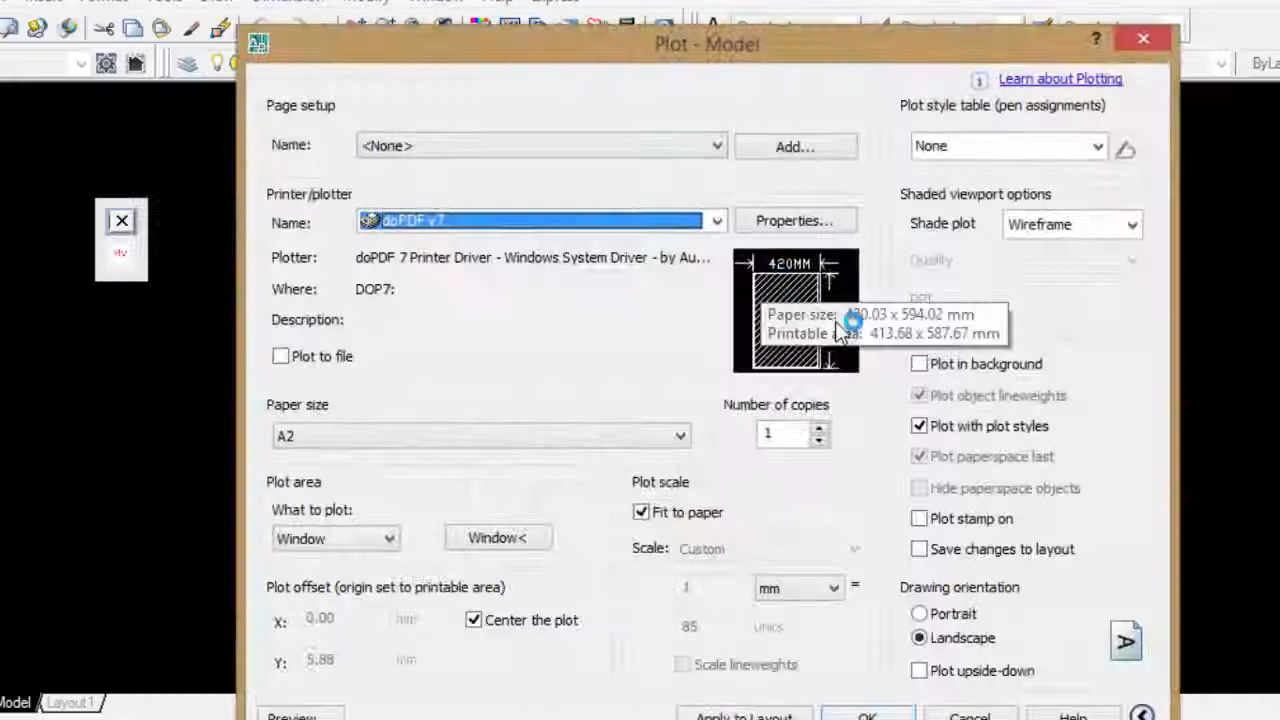 Plot - Model
?
ByLa
Learn about Plotting
Page setup
Plot style table (pen assignments)
Name:
<None>
Add...
None
Printer/plotter
Shaded viewport options
Name:
doPDF v7
Properties...
Shade plot
Wireframe
Plotter:
doPDF 7 Printer Driver - Windows System Driver - by Au...
Quality
420MM
Where:
DOP7:
Paper size: x 594.02 mm
Printable area: 413.68 x 587.67 mm
Description:
Plot to file
Plot in background
Plot object lineweights
Paper size
Number of copies
Plot with plot styles
A2
1
Plot paperspace last
Plot area
Plot scale
Hide paperspace objects
What to plot:
Fit to paper
Plot stamp on
Window
Window<
Scale:
Custom
Save changes to layout
Plot offset (origin set to printable area)
1
mm
=
Drawing orientation
X:
0.00
mm
Center the plot
85
units
Portrait
Landscape
A
Y:
5.88
mm
Scale lineweights
Plot upside-down
Model
Layout1
Preview...
Apply to Layout
OK
Cancel
Help